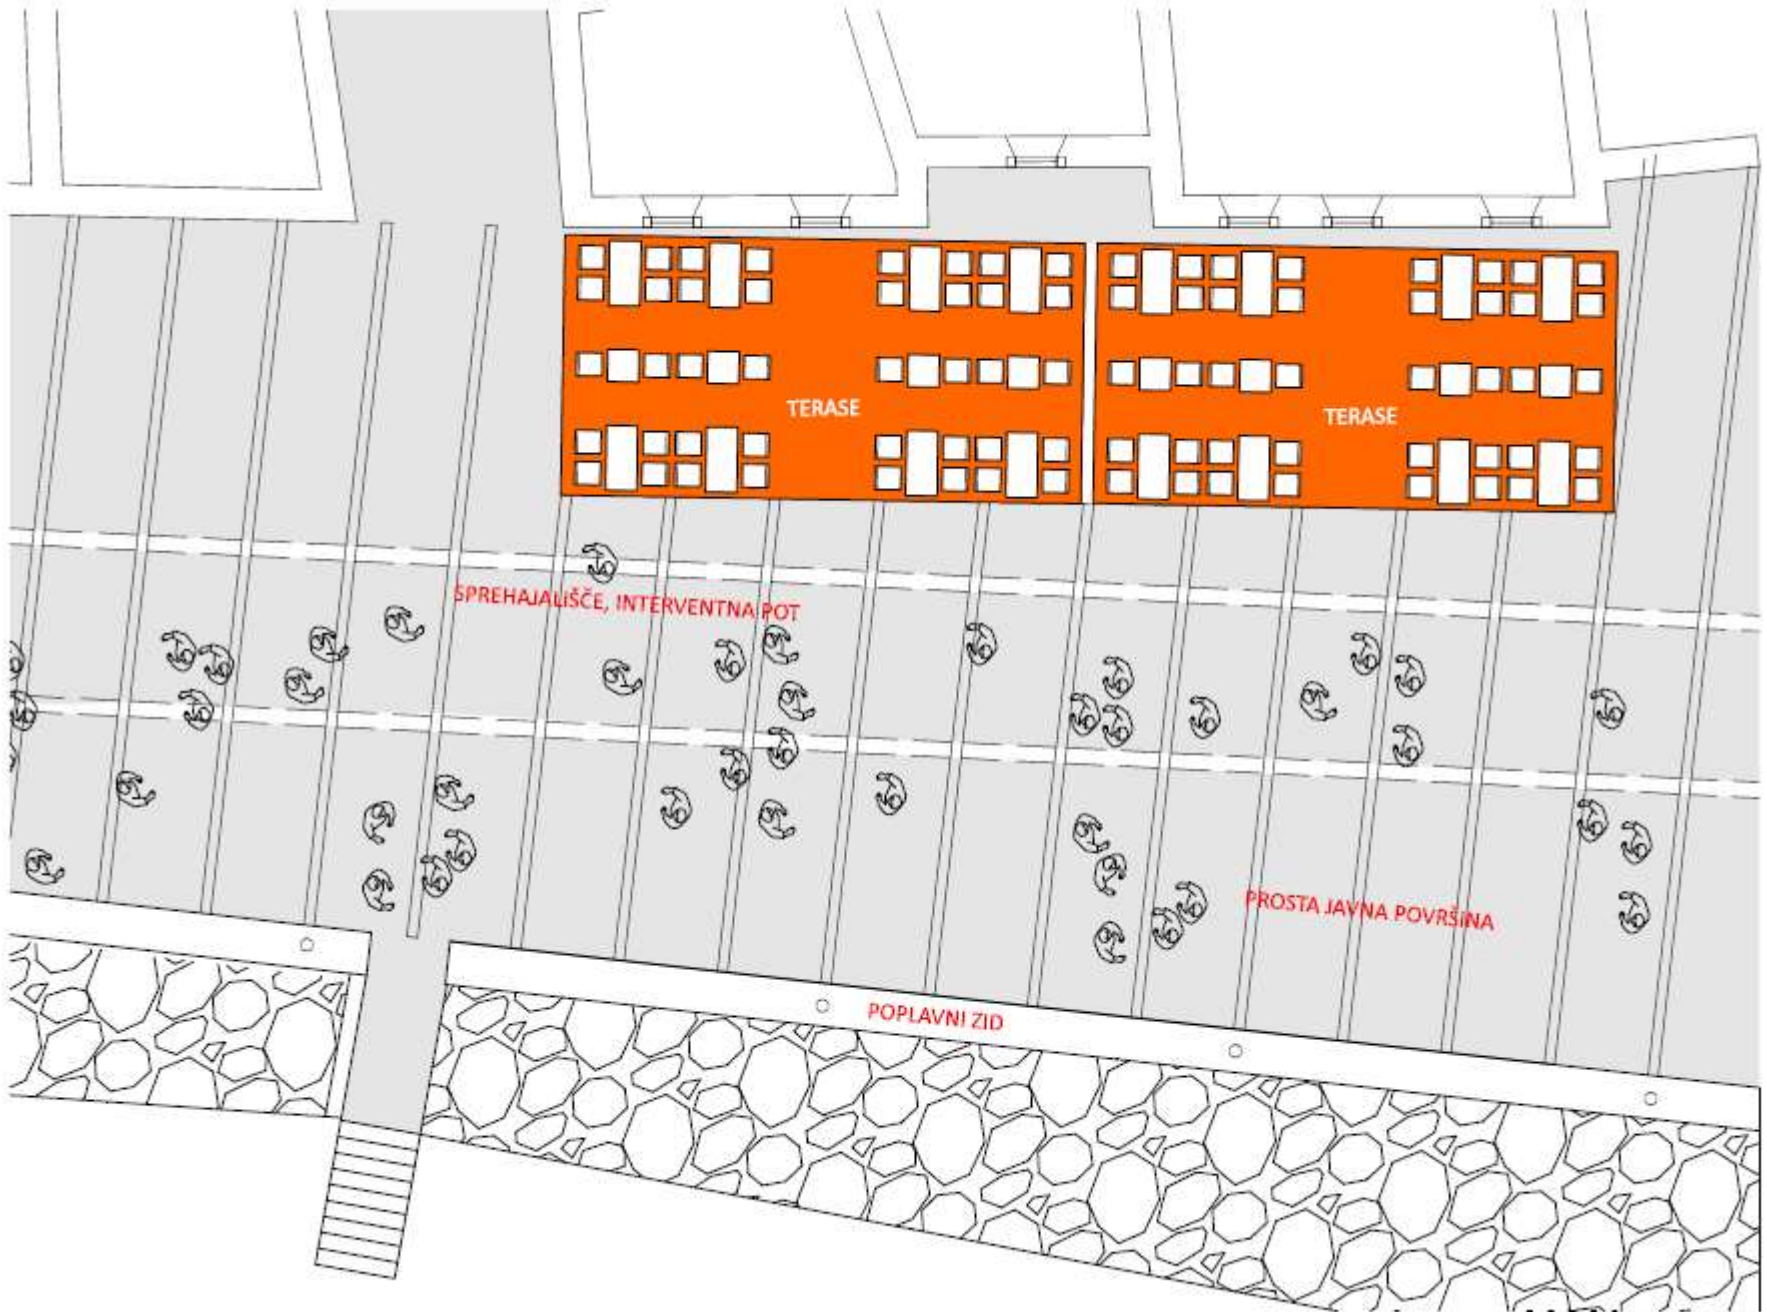 TERASE
TERASE
SPREHAJALIŠČE, INTERVENTNA POT
PROSTA JAVNA POVRŠINA
POPLAVNI ZID